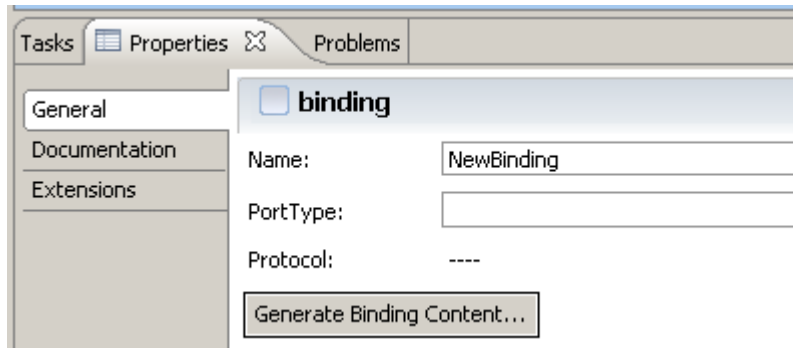 Tasks Properties Problems
General
Documentation
Extensions
binding
Name: NewBinding
PortType:
Protocol: ----
Generate Binding Content...